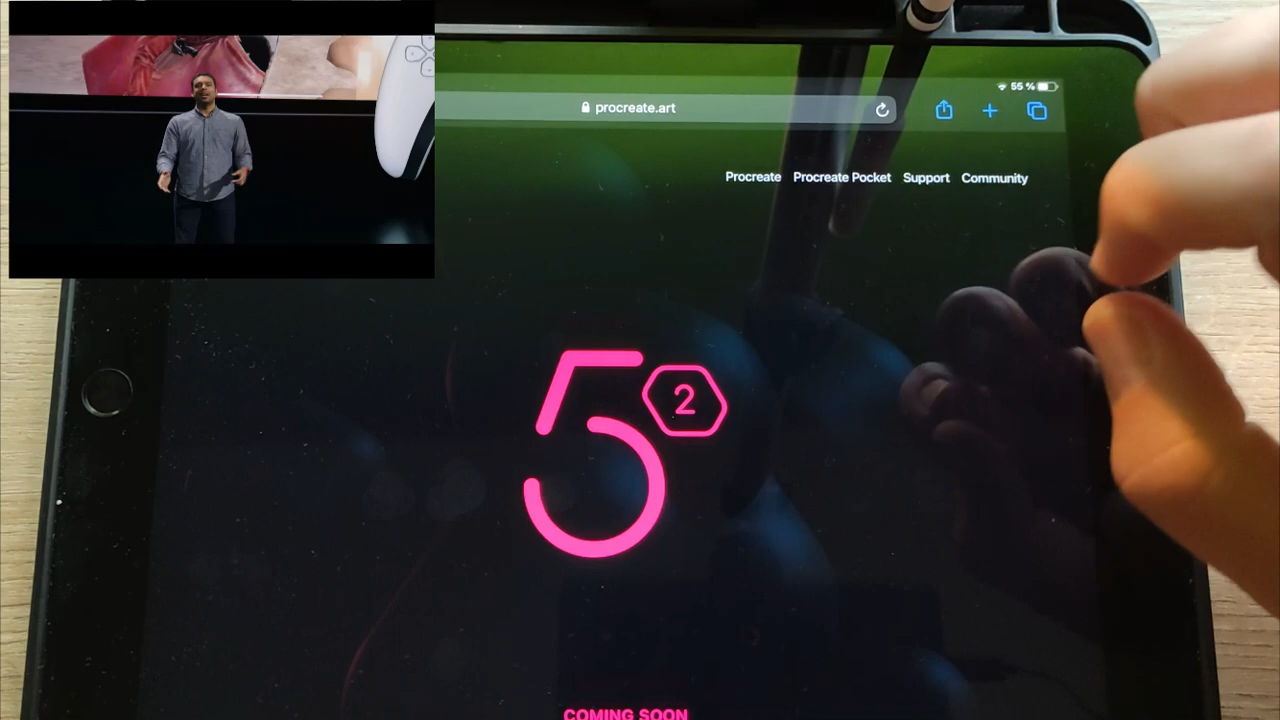 55 %
procreate.art
Procreate Procreate Pocket Support Community
5 2
COMING SOON